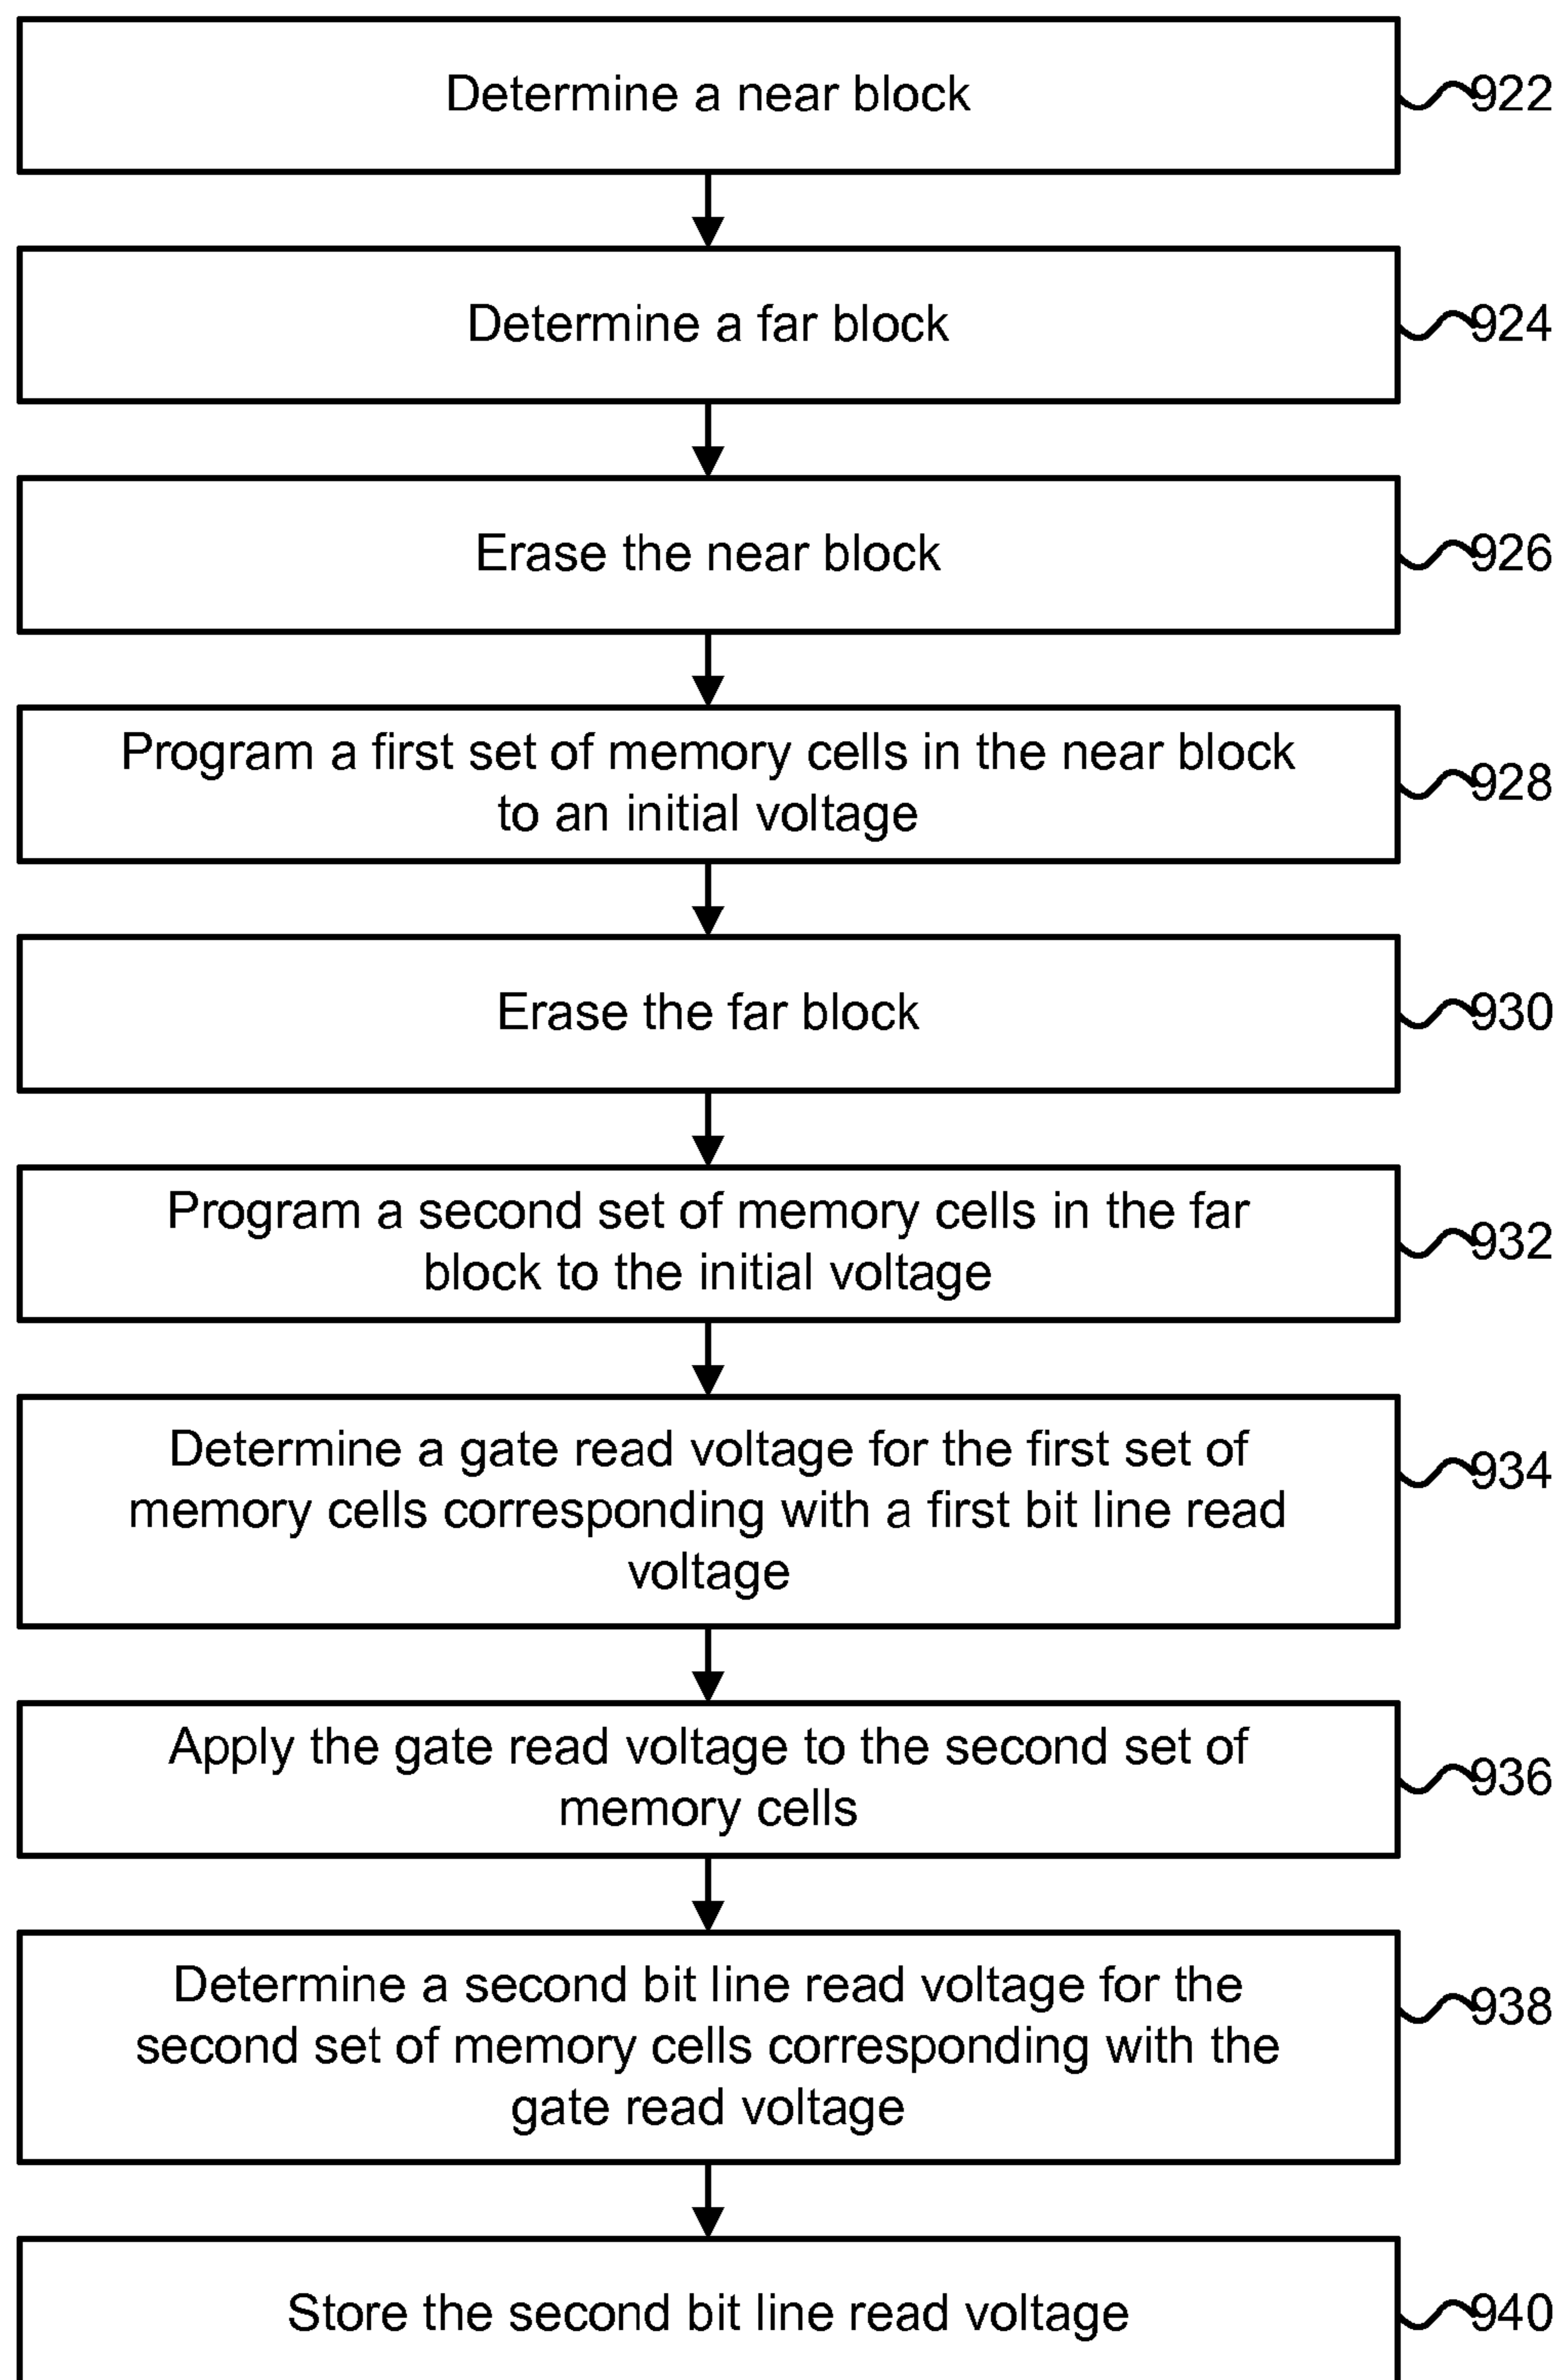 Determine a near block
922
Determine a far block
924
Erase the near block
926
Program a first set of memory cells in the near block
to an initial voltage
928
Erase the far block
930
Program a second set of memory cells in the far
block to the initial voltage
932
Determine a gate read voltage for the first set of
memory cells corresponding with a first bit line read
voltage
934
Apply the gate read voltage to the second set of
memory cells
936
Determine a second bit line read voltage for the
second set of memory cells corresponding with the
gate read voltage
938
Store the second bit line read voltage
940